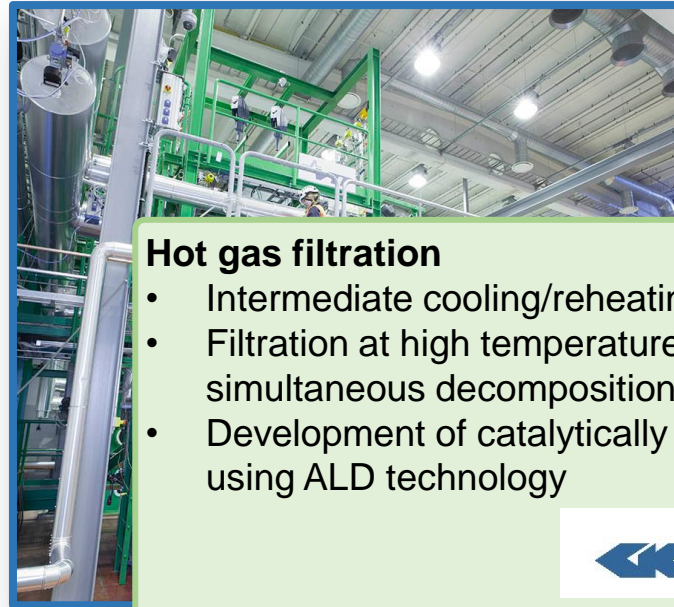 Hot gas filtration
• Intermediate cooling/reheatin
• Filtration at high temperature
simultaneous decomposition
• Development of catalytically
using ALD technology